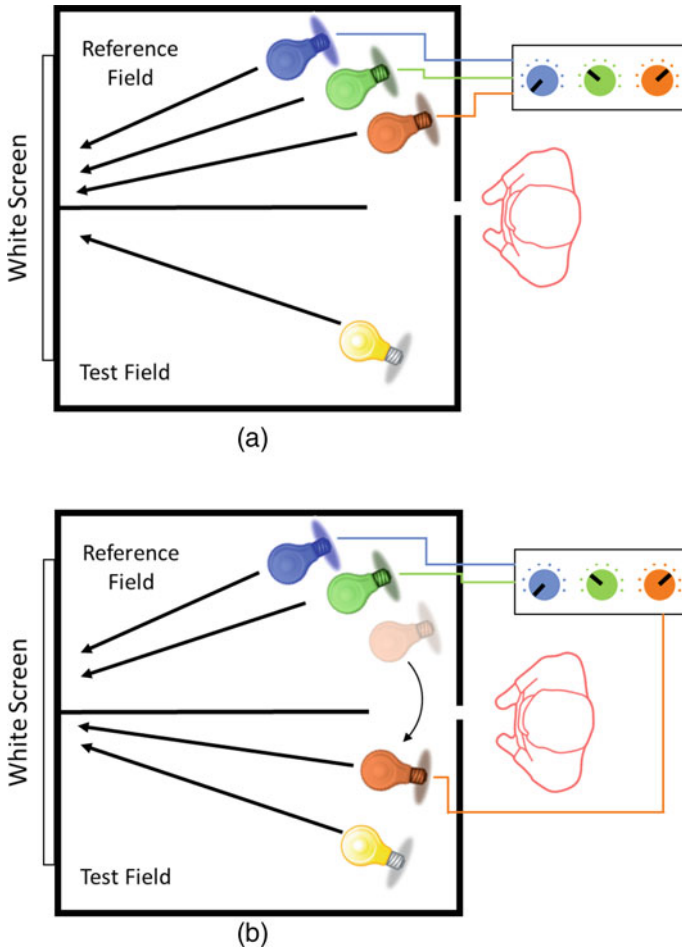 Reference
Field
White Screen
Test Field
(a)
Reference
Field
White Screen
Test Field
(b)